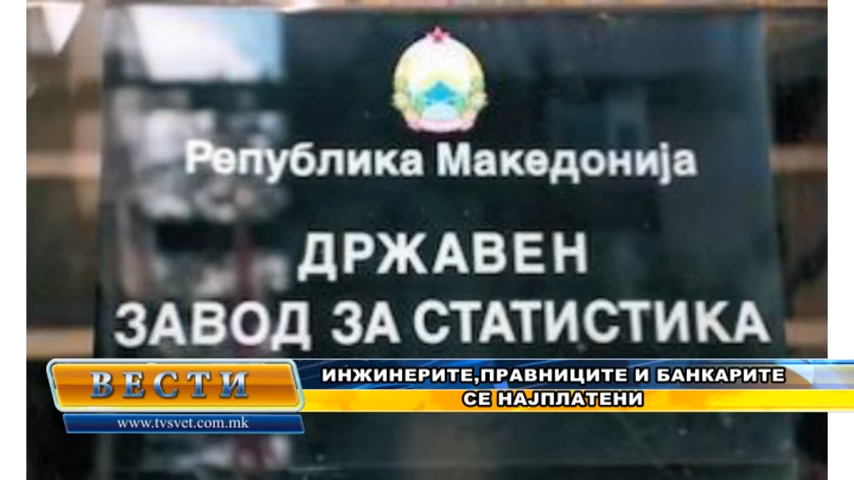 Република Македонија
ДРЖАВЕН
ЗАВОД ЗА СТАТИСТИКА
ВЕСТИ
www.tvsvet.com.mk
ИНЖИНЕРИТЕ,ПРАВНИЦИТЕ И БАНКАРИТЕ
СЕ НАЈПЛАТЕНИ